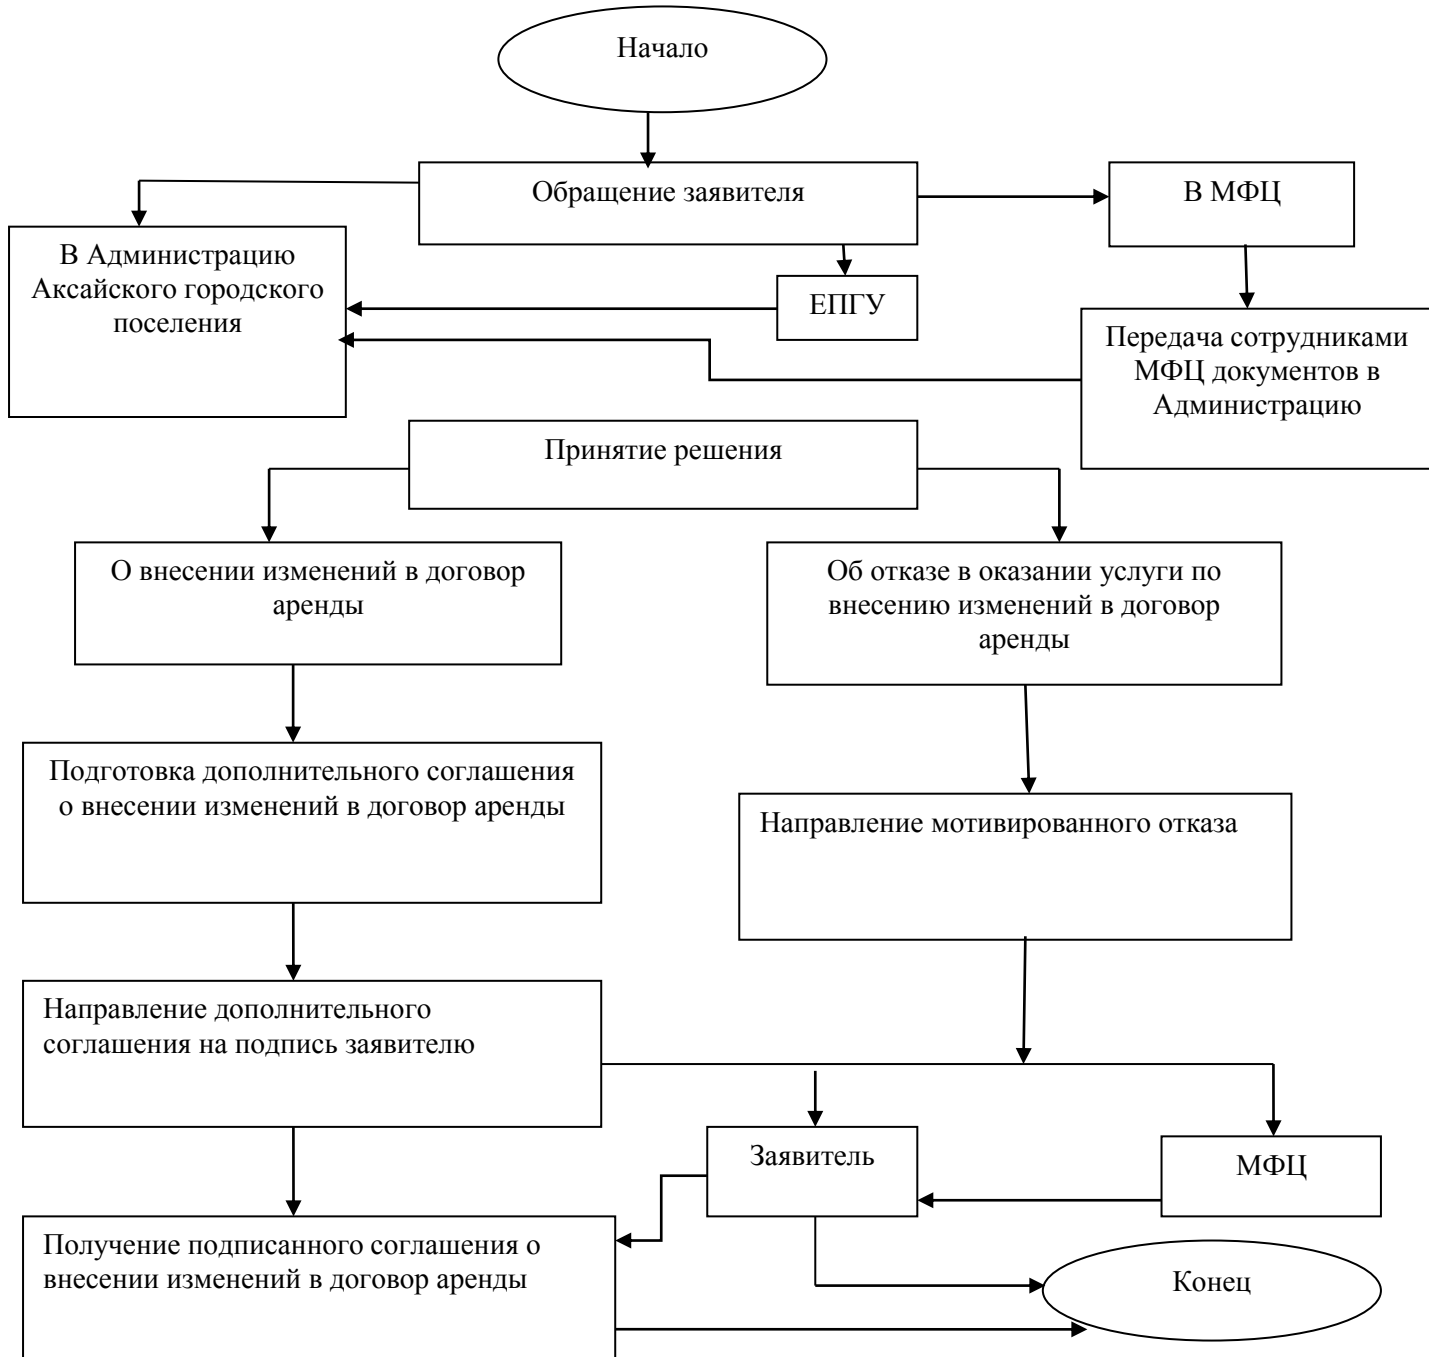 Начало
Обращение заявителя
В МФЦ
В Администрацию
Аксайского городского
поселения
ЕПГУ
Передача сотрудниками
МФЦ документов в
Администрацию
Принятие решения
О внесении изменений в договор
аренды
Об отказе в оказании услуги по
внесению изменений в договор
аренды
Подготовка дополнительного соглашения
о внесении изменений в договор аренды
Направление мотивированного отказа
Направление дополнительного
соглашения на подпись заявителю
Заявитель
МФЦ
Получение подписанного соглашения о
внесении изменений в договор аренды
Конец